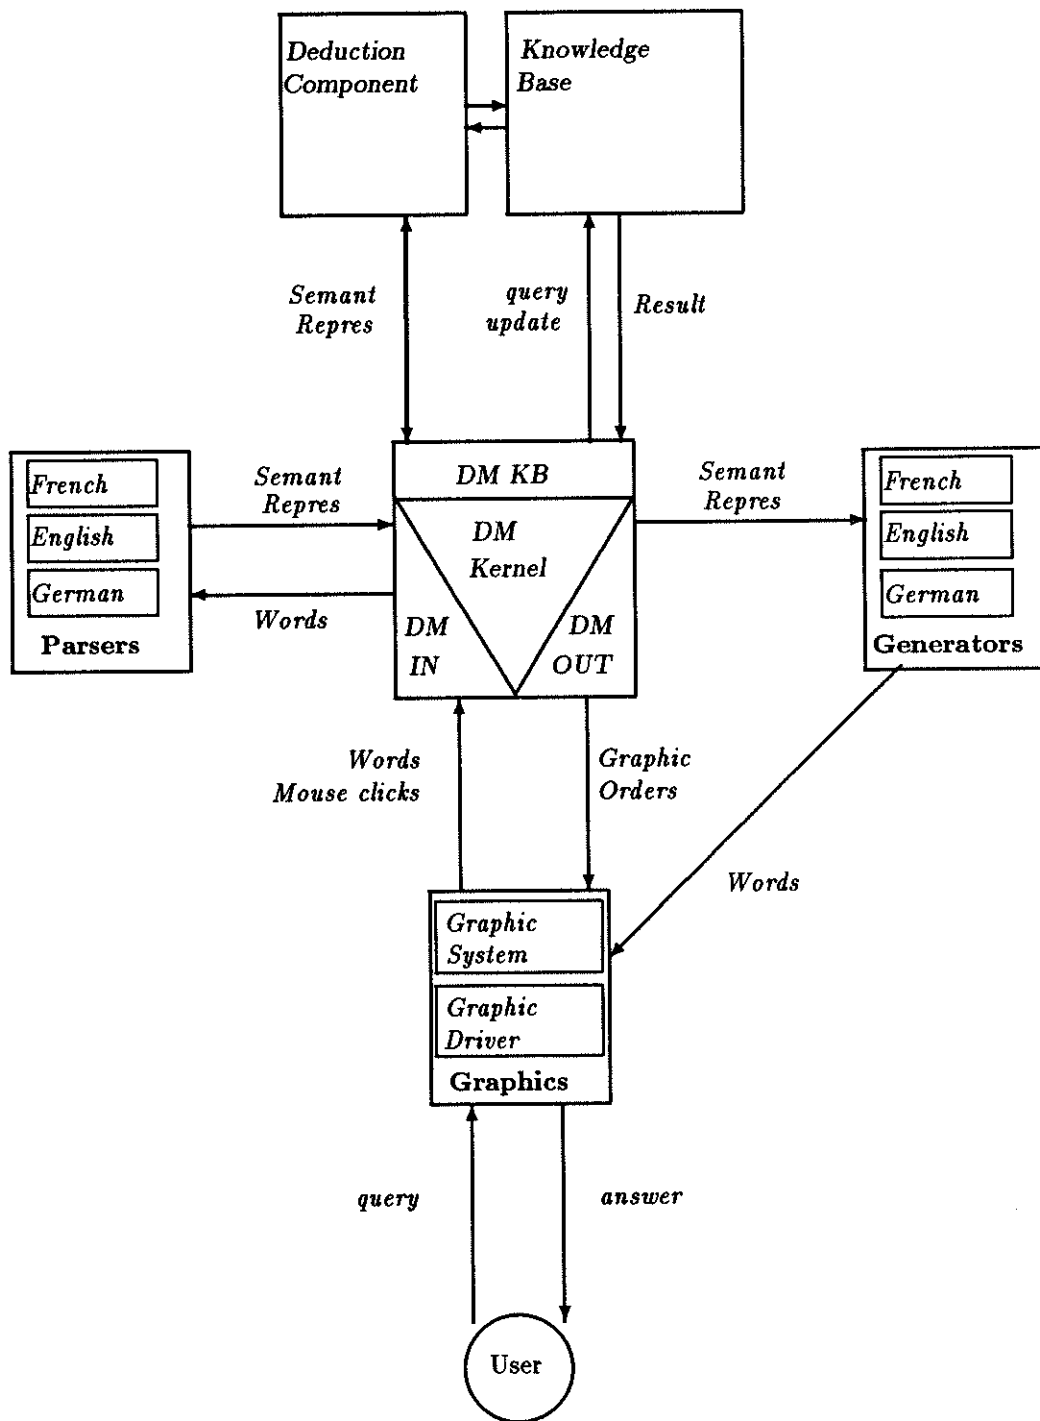 Deduction
Component
Knowledge
Base
Semant
Repres
query
update
Result
French
English
German
Parsers
Semant
Repres
Words
DM KB
DM
Kernel
DM
IN
DM
OUT
Semant
Repres
French
English
German
Generators
Words
Mouse clicks
Graphic
Orders
Words
Graphic
System
Graphic
Driver
Graphics
query
answer
User